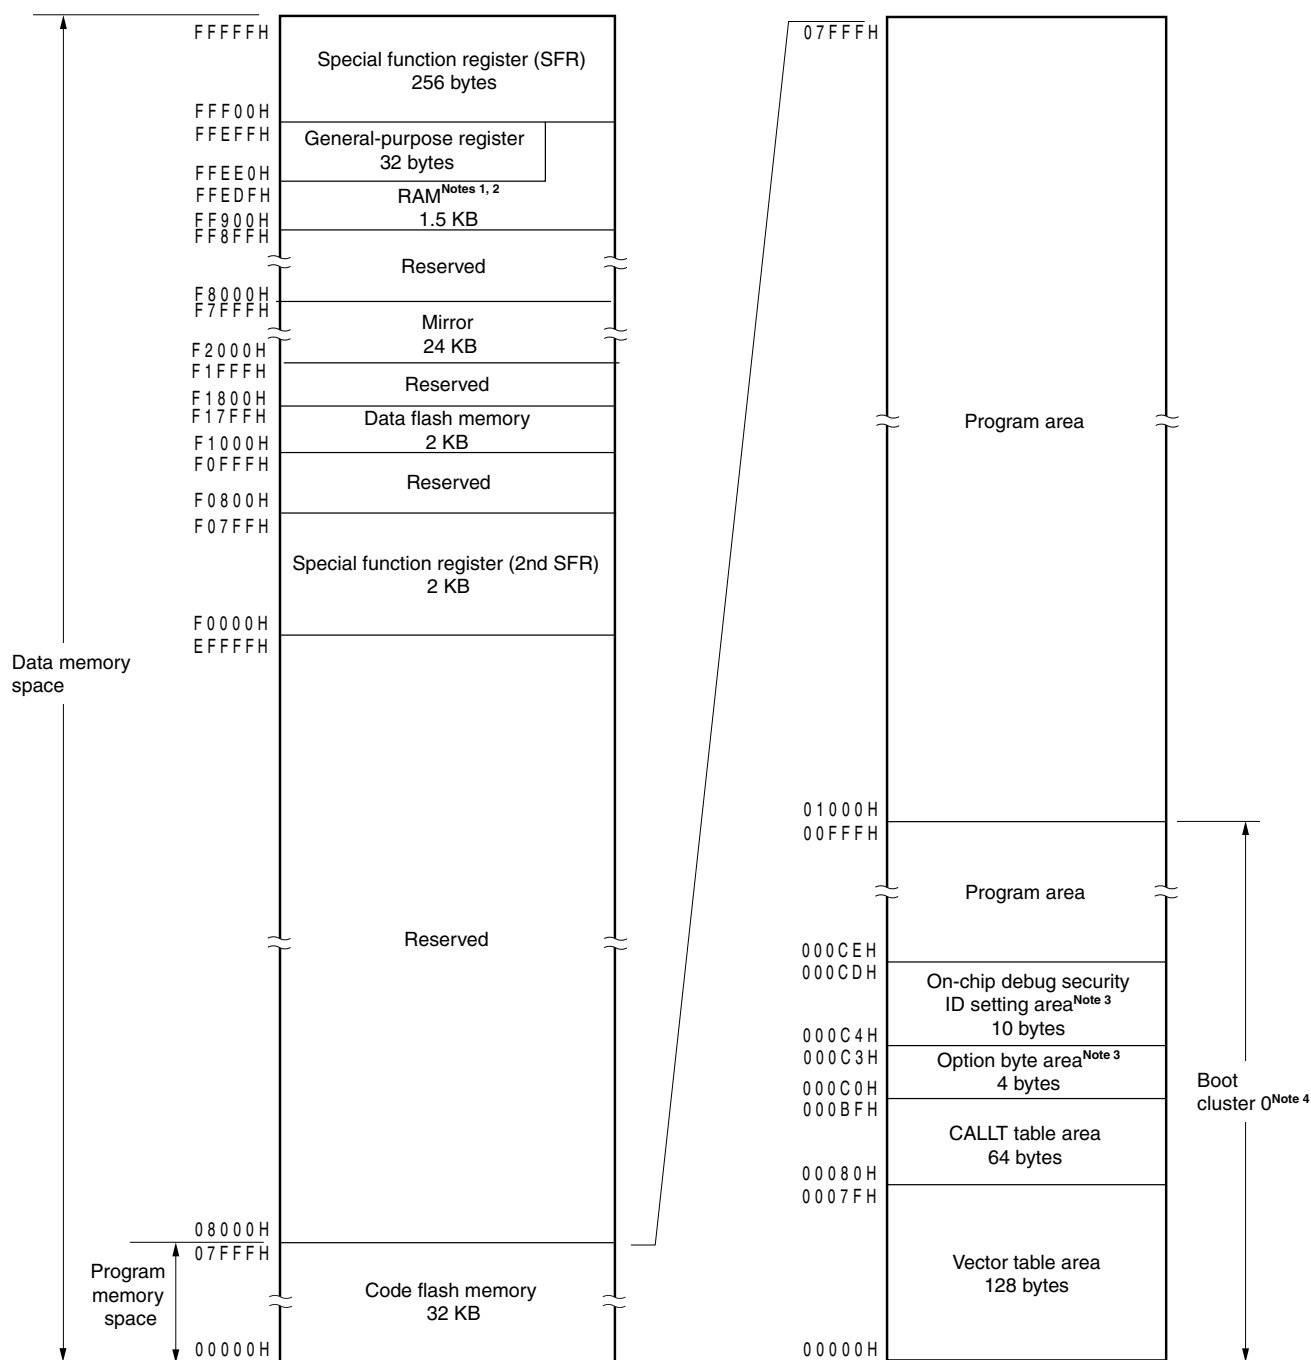 FFFFFH
Special function register (SFR)
256 bytes
FFF00H
FFEFFH
General-purpose register
32 bytes
FFEE0H
FFEDFH
RAMNotes 1, 2
1.5 KB
FF900H
FF8FFH
Reserved
F8000H
F7FFFH
Mirror
24 KB
F2000H
F1FFFH
Reserved
F1800H
F17FFH
Data flash memory
2 KB
F1000H
F0FFFH
Reserved
F0800H
F07FFH
Special function register (2nd SFR)
2 KB
F0000H
EFFFFH
Data memory
space
Reserved
08000H
07FFFH
Program
memory
space
Code flash memory
32 KB
00000H
07FFFH
Program area
01000H
00FFFH
Program area
000CEH
000CDH
On-chip debug security
ID setting areaNote 3
10 bytes
000C4H
000C3H
Option byte areaNote 3
4 bytes
000C0H
000BFH
CALLT table area
64 bytes
00080H
0007FH
Vector table area
128 bytes
00000H
Boot
cluster 0Note 4